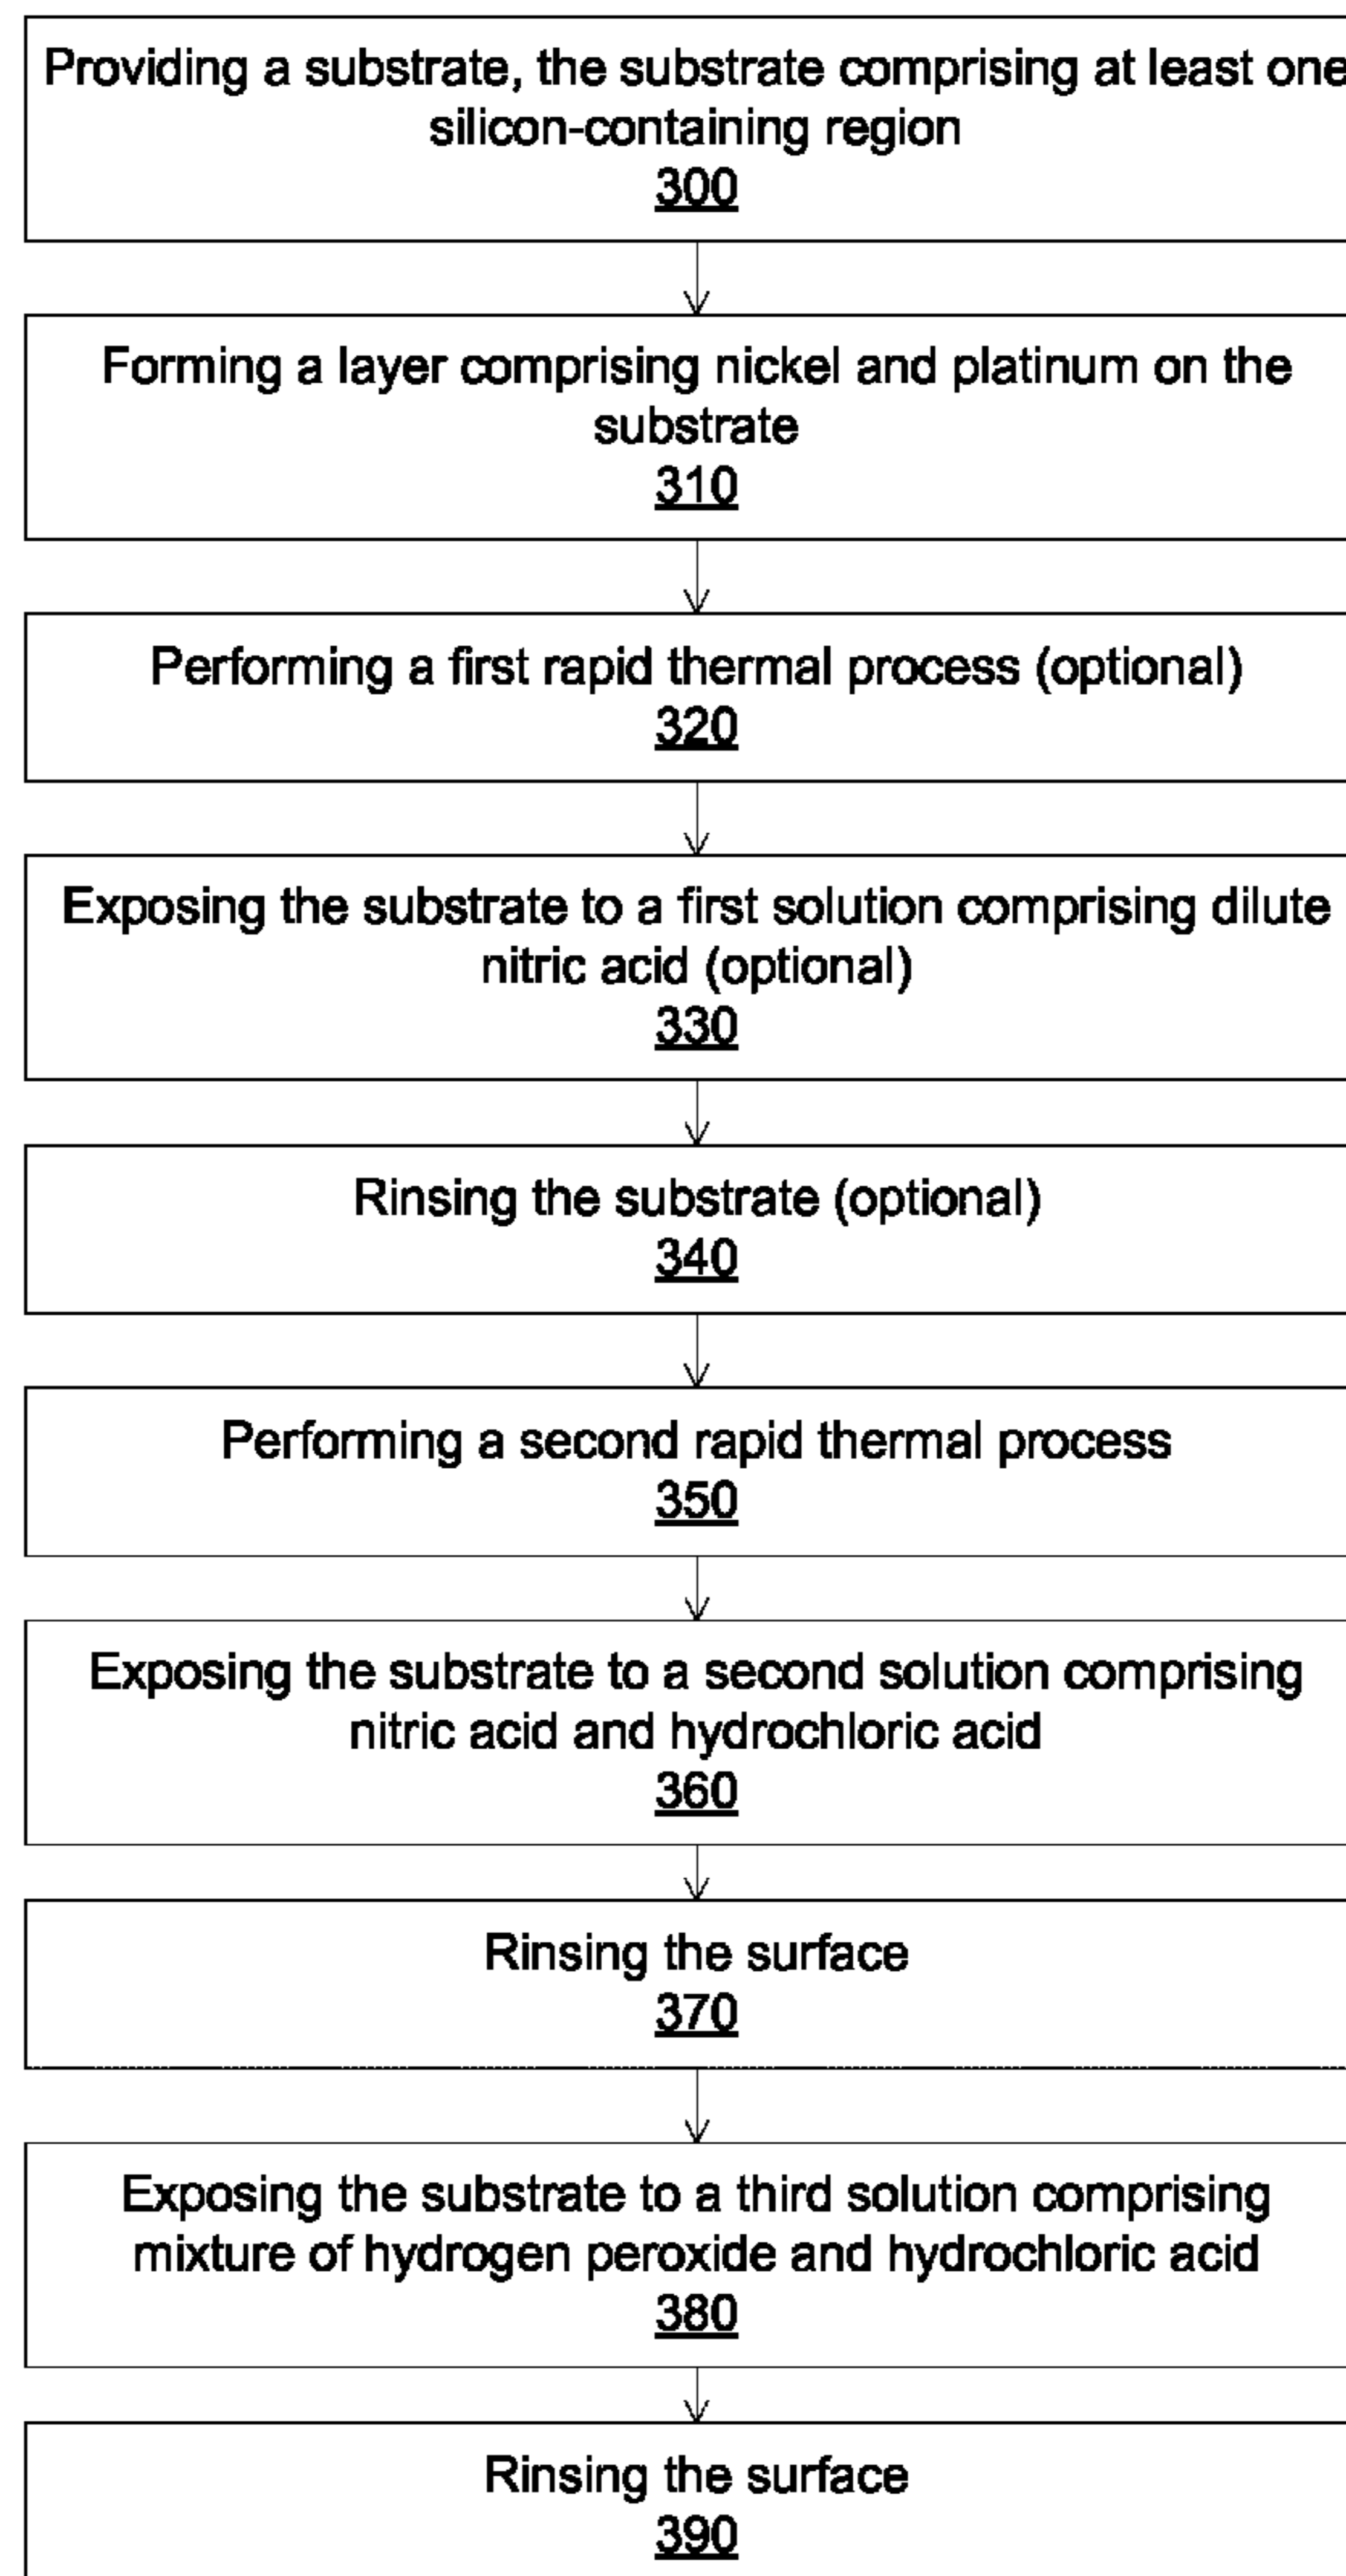 Providing a substrate, the substrate comprising at least one
silicon-containing region
300
Forming a layer comprising nickel and platinum on the
substrate
310
Performing a first rapid thermal process (optional)
320
Exposing the substrate to a first solution comprising dilute
nitric acid (optional)
330
Rinsing the substrate (optional)
340
Performing a second rapid thermal process
350
Exposing the substrate to a second solution comprising
nitric acid and hydrochloric acid
360
Rinsing the surface
370
Exposing the substrate to a third solution comprising
mixture of hydrogen peroxide and hydrochloric acid
380
Rinsing the surface
390